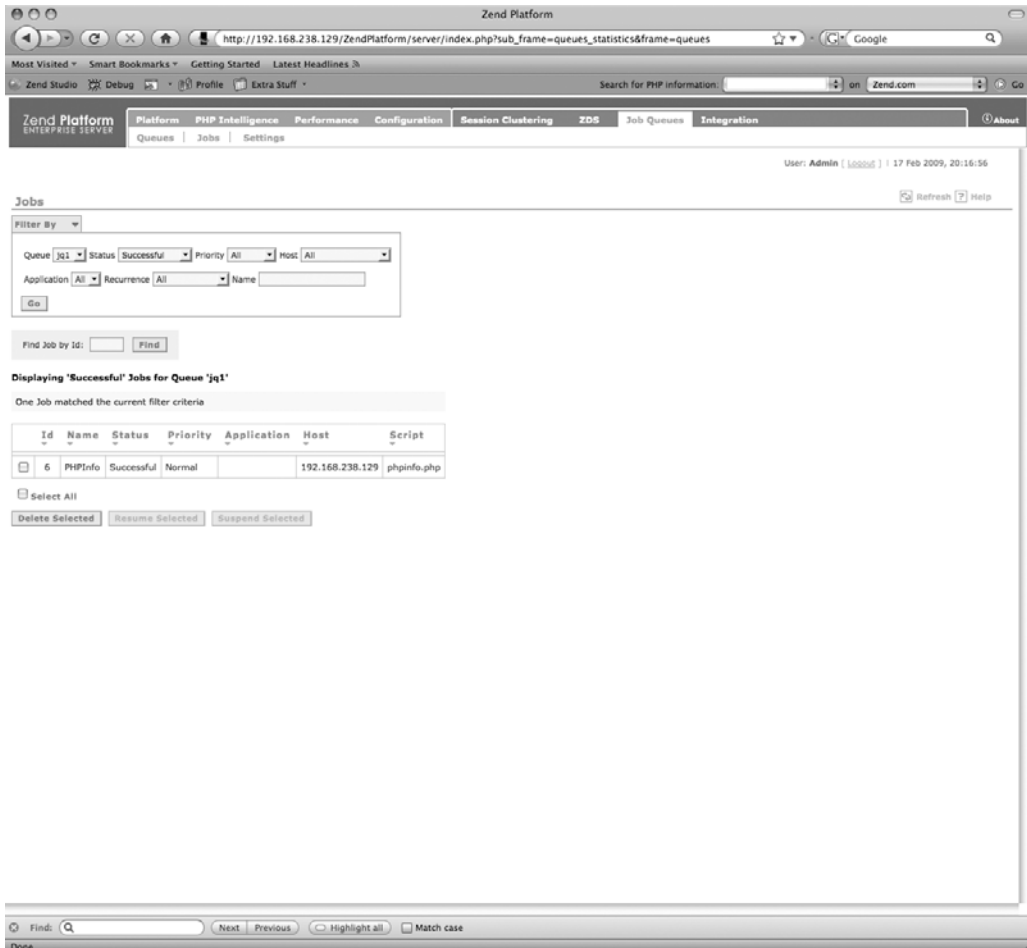 Zend Platform
http://192.168.238.129/ZendPlatform/server/index.php?sub_frame=queues_statistics&frame=queues
Google
Most Visited Smart Bookmarks Getting Started Latest Headlines
Zend Studio Debug Profile Extra Stuff Search for PHP information: on Zend.com Go
Zend Platform
ENTERPRISE SERVER
Platform PHP Intelligence Performance Configuration Session Clustering ZDS Job Queues Integration About
Queues | Jobs | Settings
User: Admin [ Logout ] | 17 Feb 2009, 20:16:56
Jobs Refresh ? Help
Filter By
Queue jq1 Status Successful Priority All Host All
Application All Recurrence All Name
Go
Find Job by Id: Find
Displaying 'Successful' Jobs for Queue 'jq1'
One Job matched the current filter criteria
Id Name Status Priority Application Host Script
6 PHPInfo Successful Normal 192.168.238.129 phpinfo.php
Select All
Delete Selected Resume Selected Suspend Selected
Find: Next Previous Highlight all Match case
Done